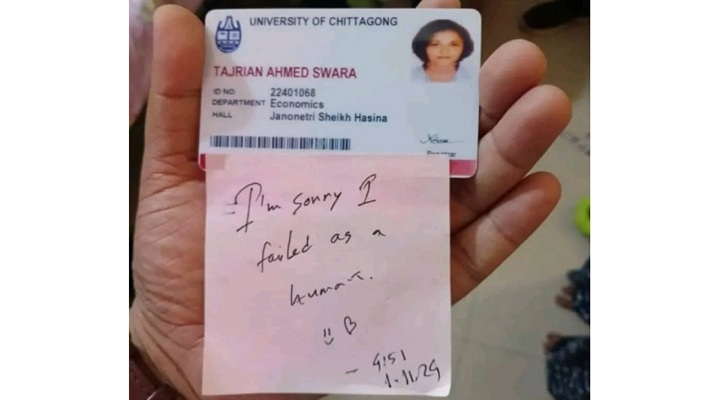 UNIVERSITY OF CHITTAGONG
TAJRIAN AHMED SWARA
ID NO 22401068
DEPARTMENT Economics
HALL Janonetri Sheikh Hasina
I'm sorry I
failed as a
human.
- 4:51
1.11.24